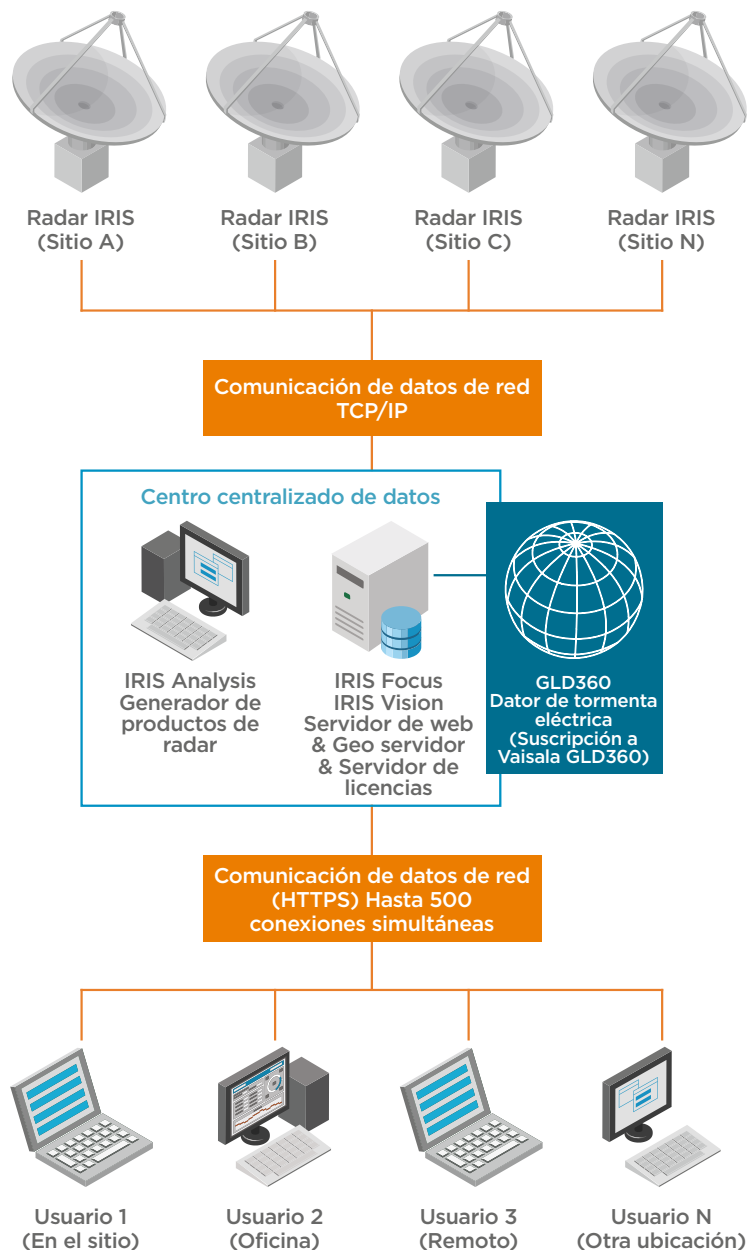 Radar IRIS
(Sitio A)
Radar IRIS
(Sitio B)
Radar IRIS
(Sitio C)
Radar IRIS
(Sitio N)
Comunicación de datos de red
TCP/IP
Centro centralizado de datos
IRIS Analysis
Generador de
productos de
radar
IRIS Focus
IRIS Vision
Servidor de web
& Geo servidor
& Servidor de
licencias
GLD360
Dator de tormenta
eléctrica
(Suscripción a
Vaisala GLD360)
Comunicación de datos de red
(HTTPS) Hasta 500
conexiones simultáneas
Usuario 1
(En el sitio)
Usuario 2
(Oficina)
Usuario 3
(Remoto)
Usuario N
(Otra ubicación)